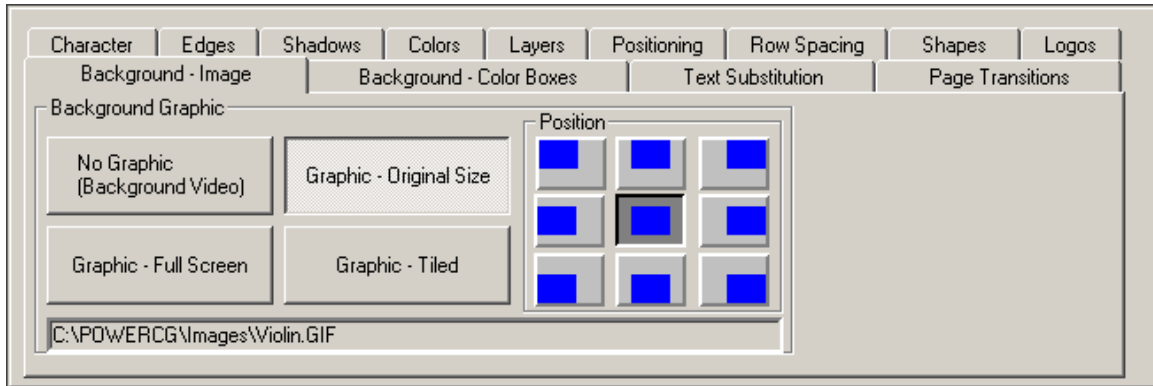 Character Edges Shadows Colors Layers Positioning Row Spacing Shapes Logos
Background - Image Background - Color Boxes Text Substitution Page Transitions
Background Graphic
Position
No Graphic
(Background Video)
Graphic - Original Size
Graphic - Full Screen
Graphic - Tiled
C:\POWERCG\Images\Violin.GIF